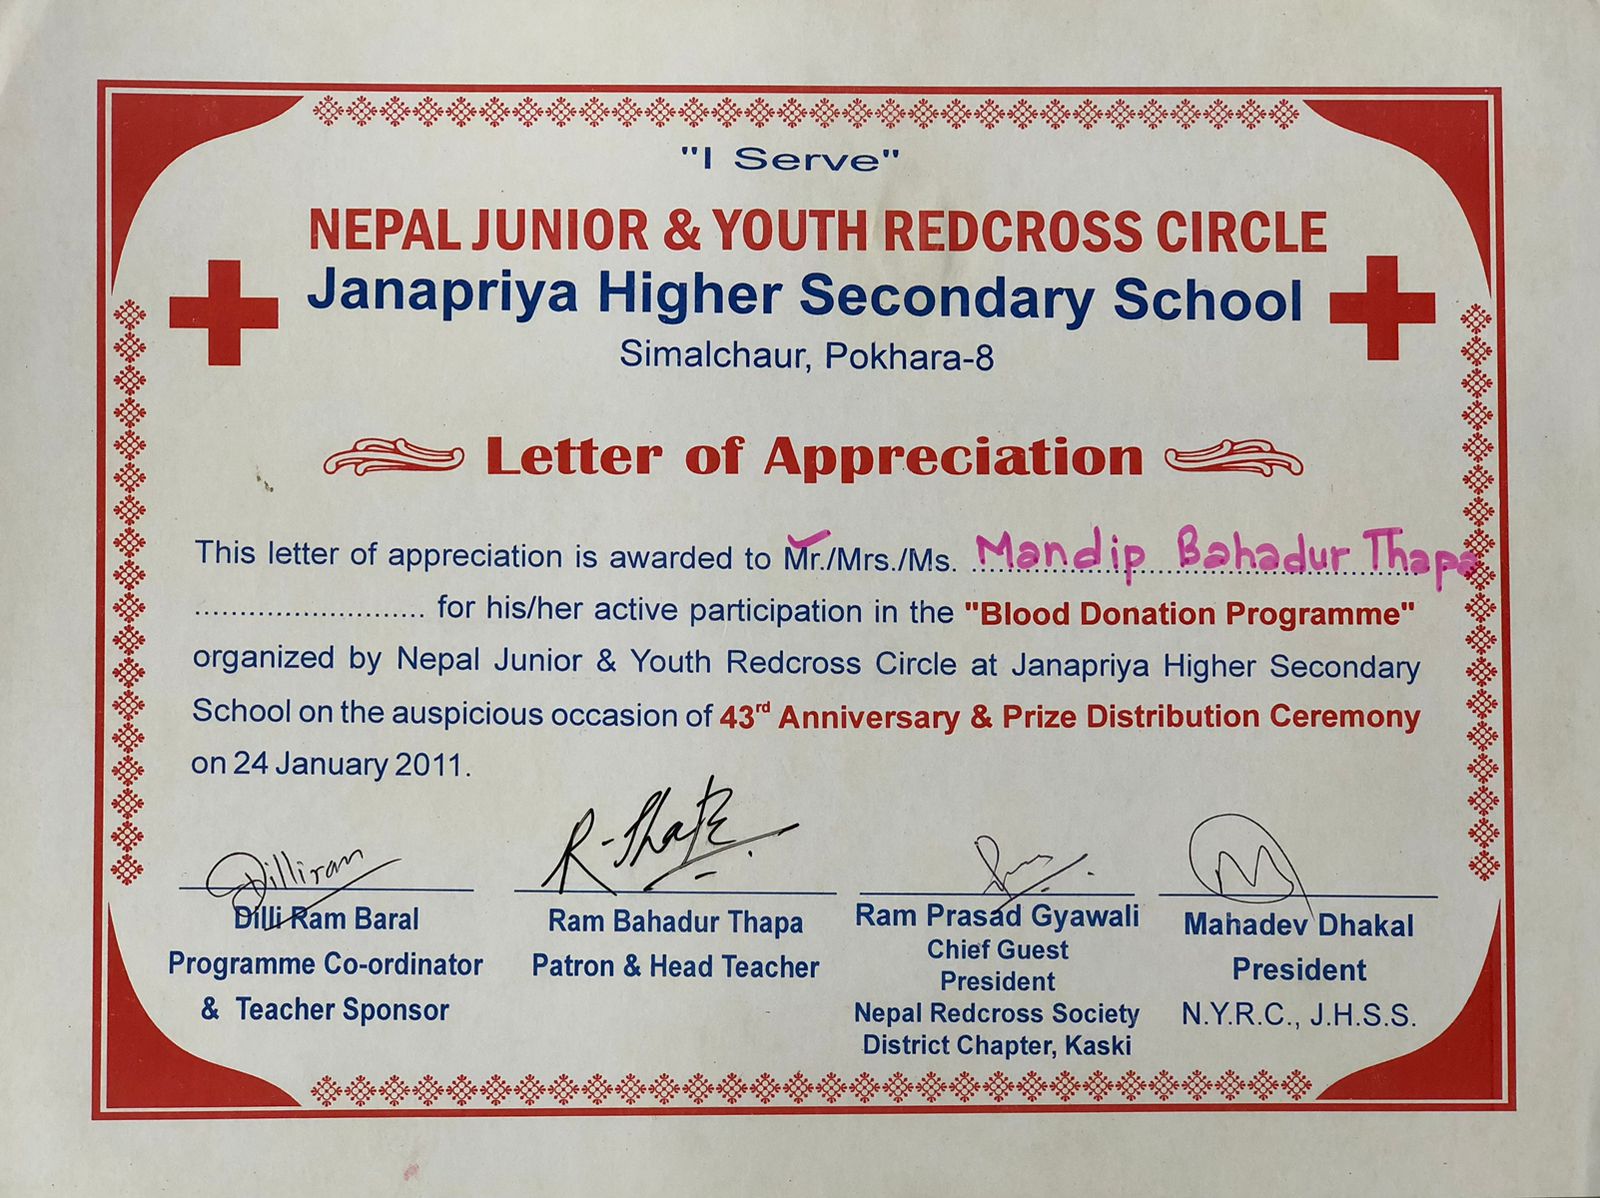 "I Serve"
NEPAL JUNIOR & YOUTH REDCROSS CIRCLE
Janapriya Higher Secondary School
Simalchaur, Pokhara-8
Letter of Appreciation
This letter of appreciation is awarded to Mr./Mrs./Ms. Mandip Bahadur Thapa
.......................... for his/her active participation in the "Blood Donation Programme"
organized by Nepal Junior & Youth Redcross Circle at Janapriya Higher Secondary
School on the auspicious occasion of 43rd Anniversary & Prize Distribution Ceremony
on 24 January 2011.
Dilliram
R-Thapa
Dilli Ram Baral
Programme Co-ordinator
& Teacher Sponsor
Ram Bahadur Thapa
Patron & Head Teacher
Ram Prasad Gyawali
Chief Guest
President
Nepal Redcross Society
District Chapter, Kaski
Mahadev Dhakal
President
N.Y.R.C., J.H.S.S.